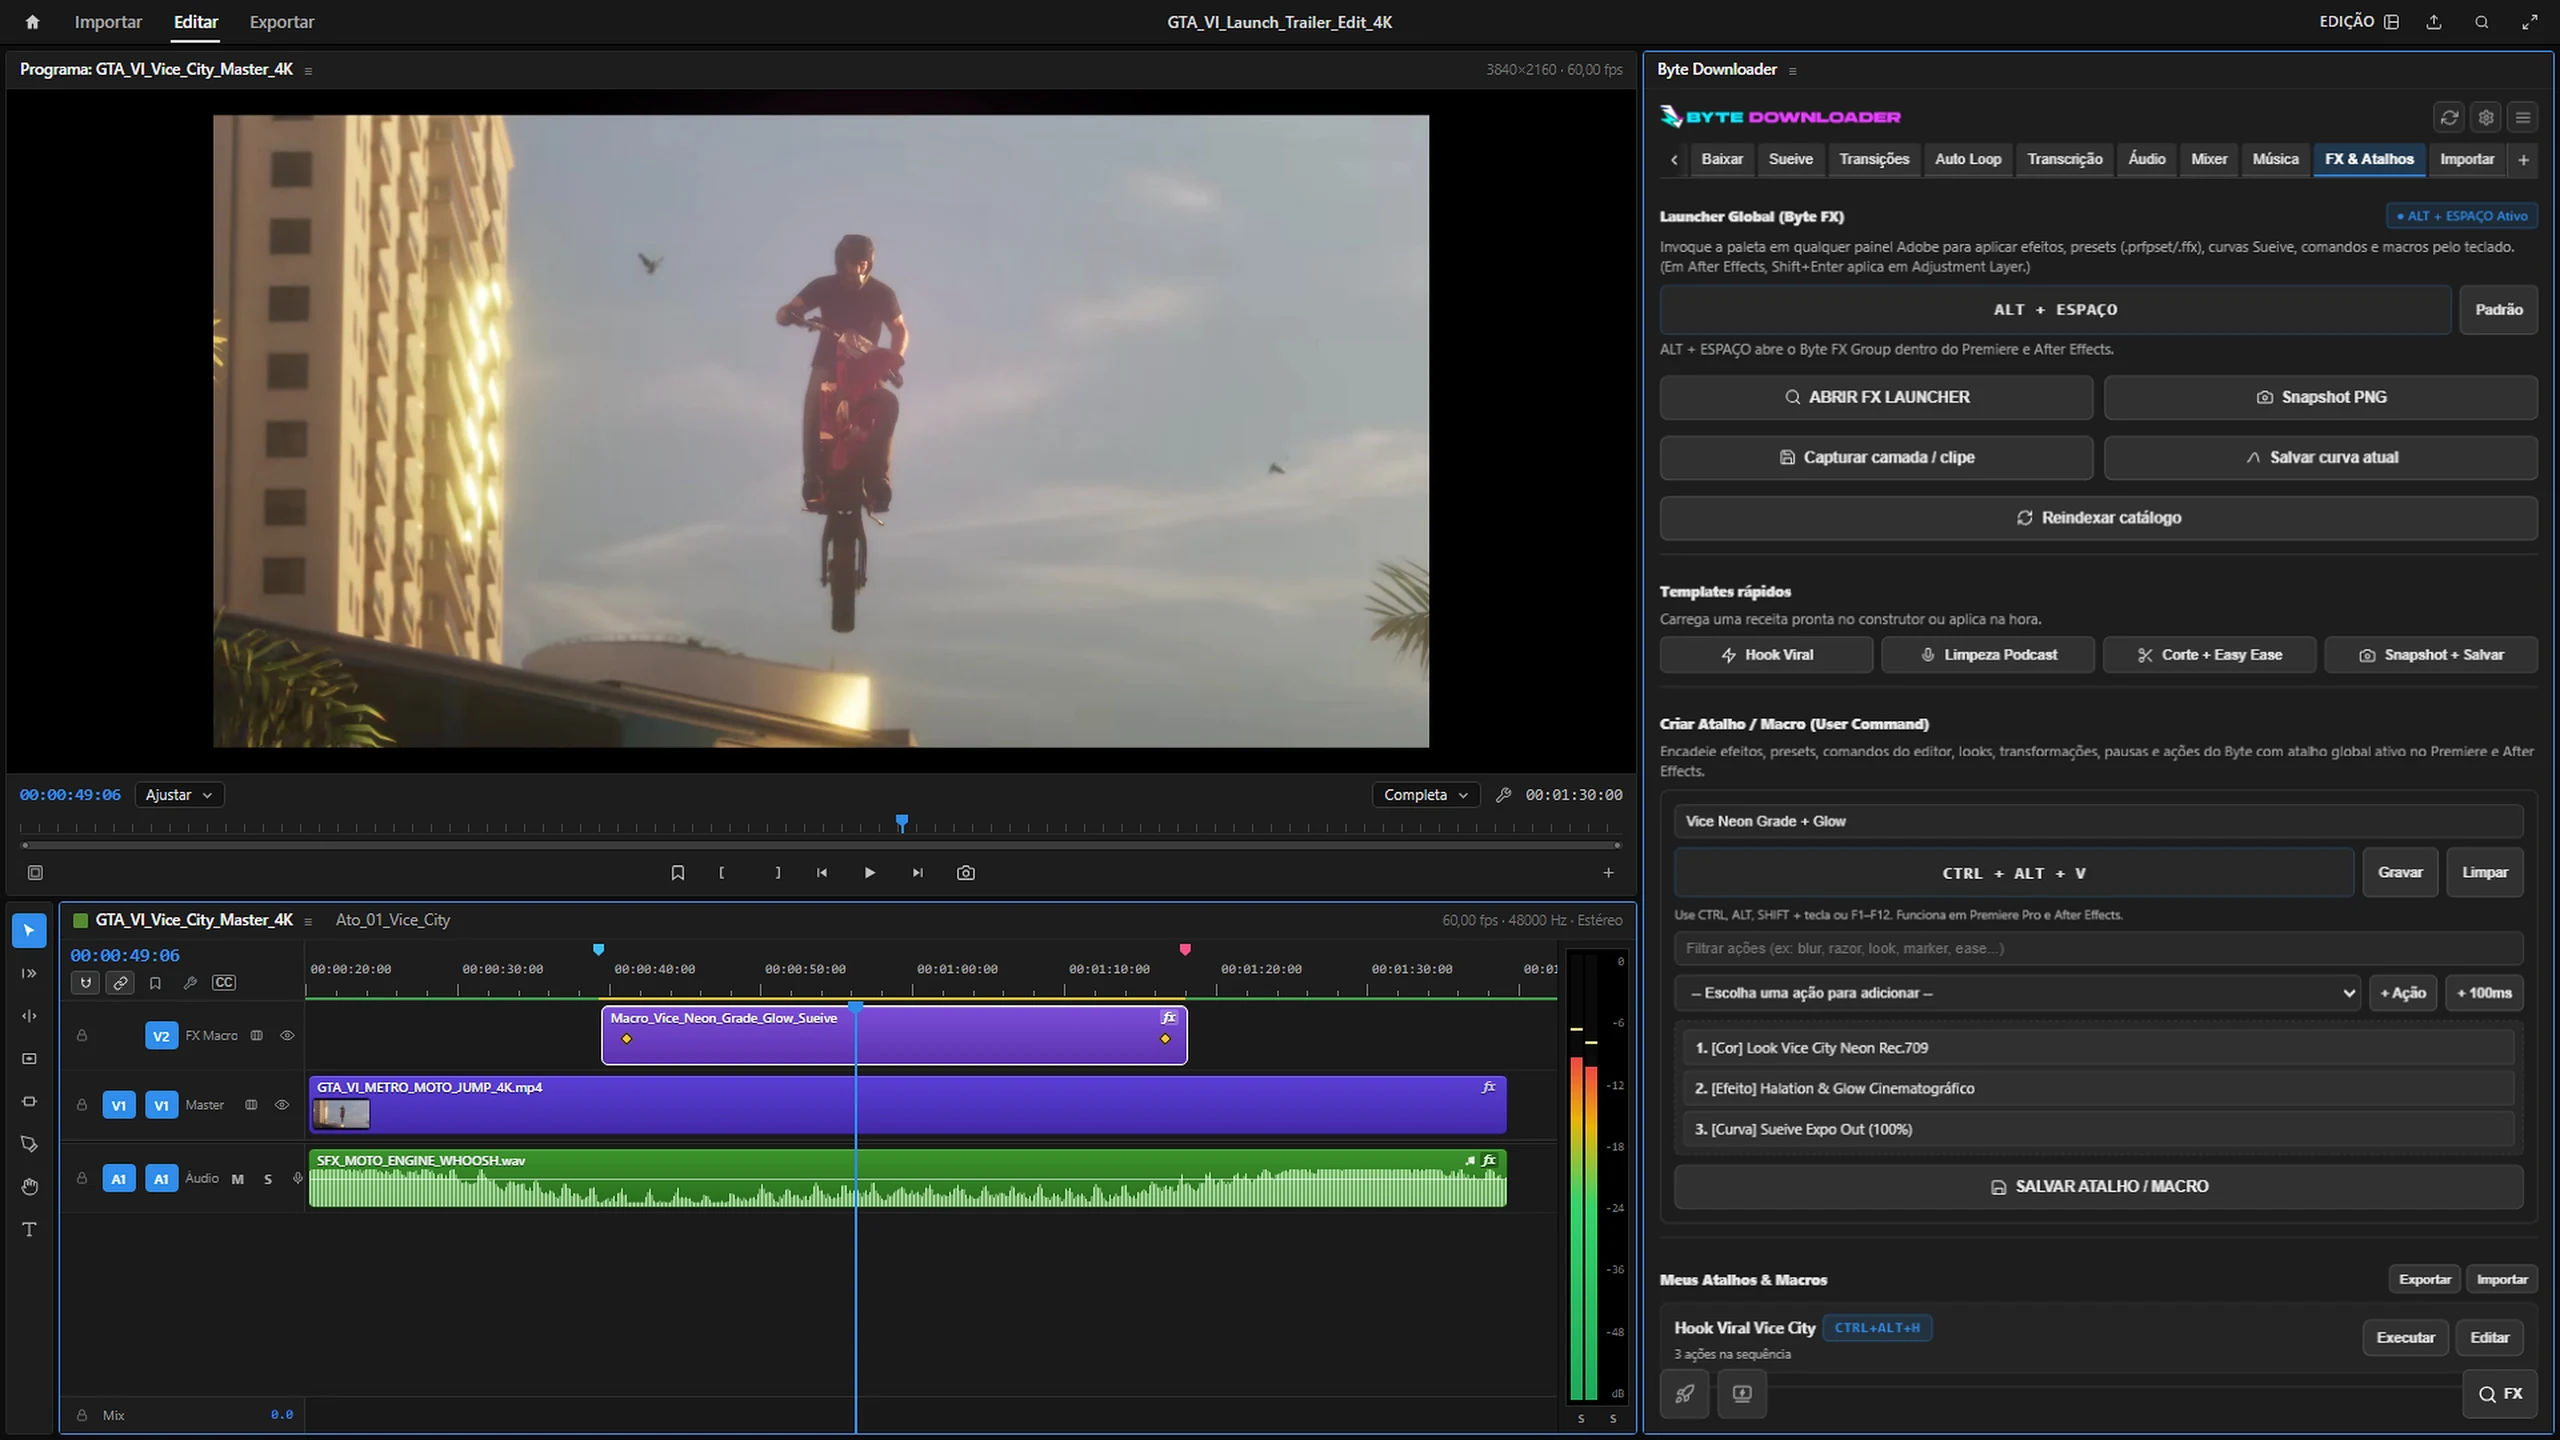 Importar Editar Exportar
GTA_VI_Launch_Trailer_Edit_4K
EDIÇÃO
Programa: GTA_VI_Vice_City_Master_4K
3840×2160 · 60,00 fps
00:00:49:06
Ajustar
Completa
00:01:30:00
GTA_VI_Vice_City_Master_4K
Ato_01_Vice_City
60,00 fps · 48000 Hz · Estéreo
00:00:49:06
CC
00:00:20:00 00:00:30:00 00:00:40:00 00:00:50:00 00:01:00:00 00:01:10:00 00:01:20:00 00:01:30:00 00:01
V2 FX Macro
Macro_Vice_Neon_Grade_Glow_Sueive fx
V1 V1 Master
GTA_VI_METRO_MOTO_JUMP_4K.mp4 fx
A1 A1 Áudio M S
SFX_MOTO_ENGINE_WHOOSH.wav fx
T
Mix 0.0
0
-6
-12
-18
-24
-36
-48
dB
S S
Byte Downloader
BYTE DOWNLOADER
Baixar Sueive Transições Auto Loop Transcrição Áudio Mixer Música FX & Atalhos Importar +
Launcher Global (Byte FX)
• ALT + ESPAÇO Ativo
Invoque a paleta em qualquer painel Adobe para aplicar efeitos, presets (.prfpset/.ffx), curvas Sueive, comandos e macros pelo teclado.
(Em After Effects, Shift+Enter aplica em Adjustment Layer.)
ALT + ESPAÇO
Padrão
ALT + ESPAÇO abre o Byte FX Group dentro do Premiere e After Effects.
ABRIR FX LAUNCHER
Snapshot PNG
Capturar camada / clipe
Salvar curva atual
Reindexar catálogo
Templates rápidos
Carrega uma receita pronta no construtor ou aplica na hora.
Hook Viral
Limpeza Podcast
Corte + Easy Ease
Snapshot + Salvar
Criar Atalho / Macro (User Command)
Encadeie efeitos, presets, comandos do editor, looks, transformações, pausas e ações do Byte com atalho global ativo no Premiere e After
Effects.
Vice Neon Grade + Glow
CTRL + ALT + V
Gravar
Limpar
Use CTRL, ALT, SHIFT + tecla ou F1–F12. Funciona em Premiere Pro e After Effects.
Filtrar ações (ex: blur, razor, look, marker, ease...)
-- Escolha uma ação para adicionar --
+ Ação
+ 100ms
1. [Cor] Look Vice City Neon Rec.709
2. [Efeito] Halation & Glow Cinematográfico
3. [Curva] Sueive Expo Out (100%)
SALVAR ATALHO / MACRO
Meus Atalhos & Macros
Exportar
Importar
Hook Viral Vice City
CTRL+ALT+H
3 ações na sequência
Executar
Editar
FX